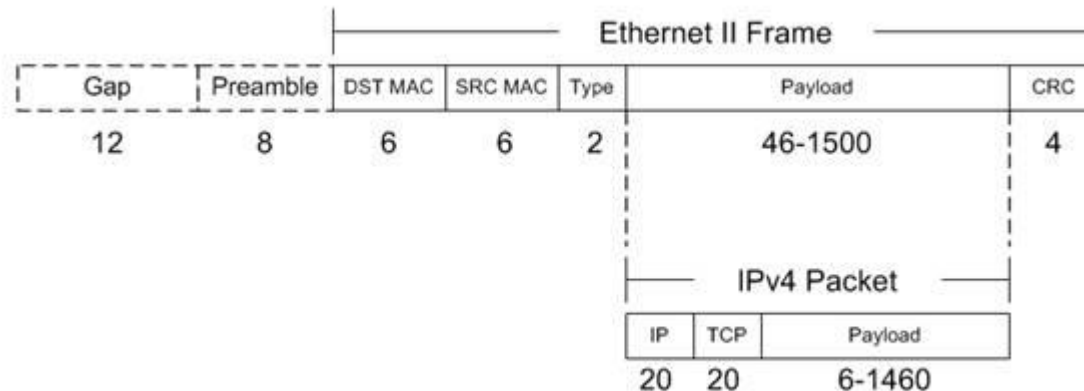 Ethernet II Frame
Gap Preamble DST MAC SRC MAC Type Payload CRC
12 8 6 6 2 46-1500 4
IPv4 Packet
IP TCP Payload
20 20 6-1460